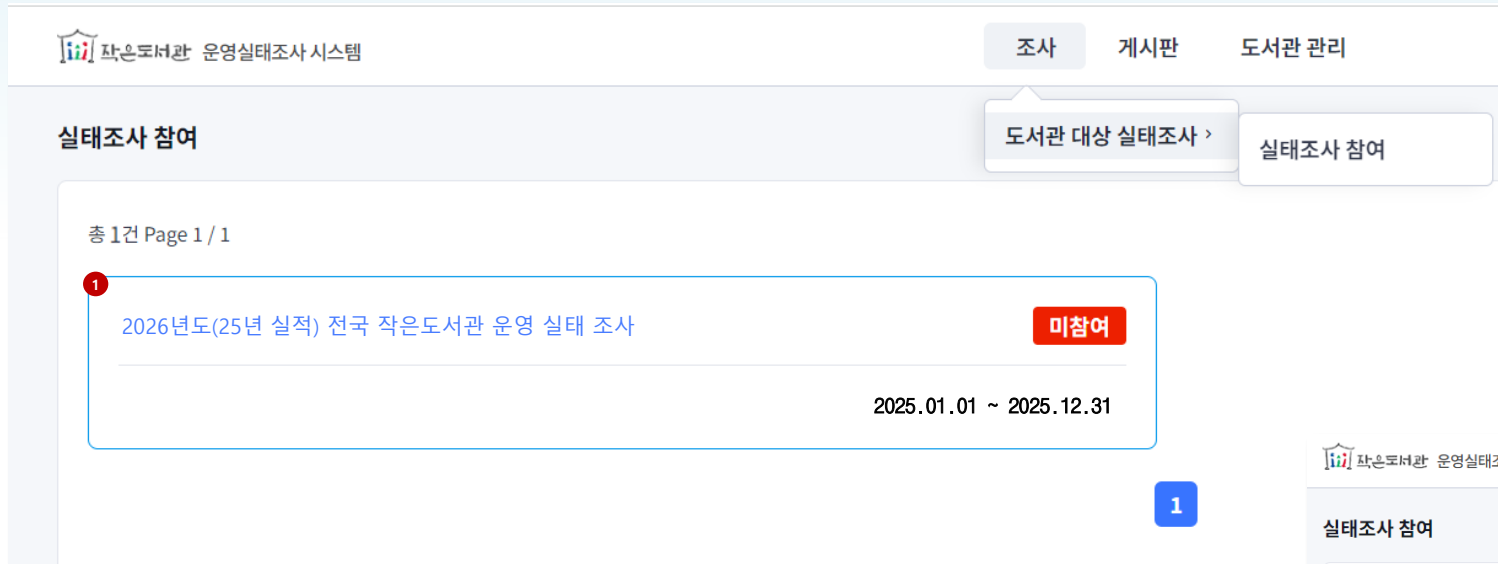 작은도서관 운영실태조사 시스템
조사 게시판 도서관 관리
도서관 대상 실태조사 ›
실태조사 참여
실태조사 참여
총 1건 Page 1 / 1
1
2026년도(25년 실적) 전국 작은도서관 운영 실태 조사
미참여
2025.01.01 ~ 2025.12.31
1
작은도서관 운영실태조
실태조사 참여